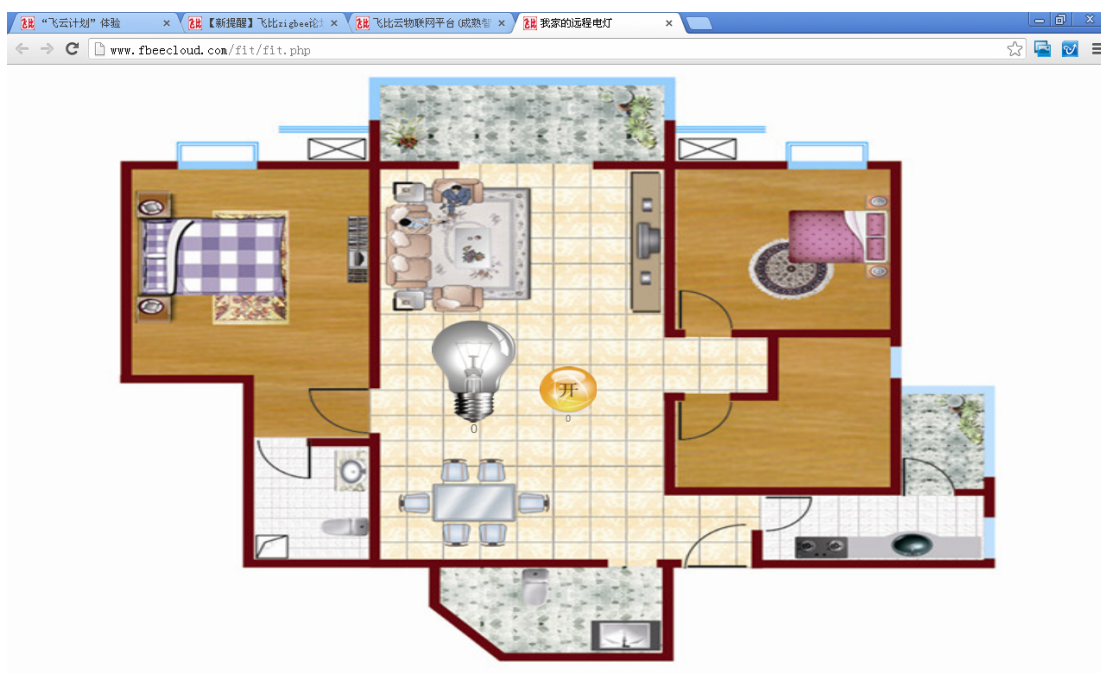 “飞云计划”体验
【新提醒】飞比zigbee论
飞比云物联网平台(成熟智
我家的远程电灯
www.fbeecloud.com/fit/fit.php
开
0
0